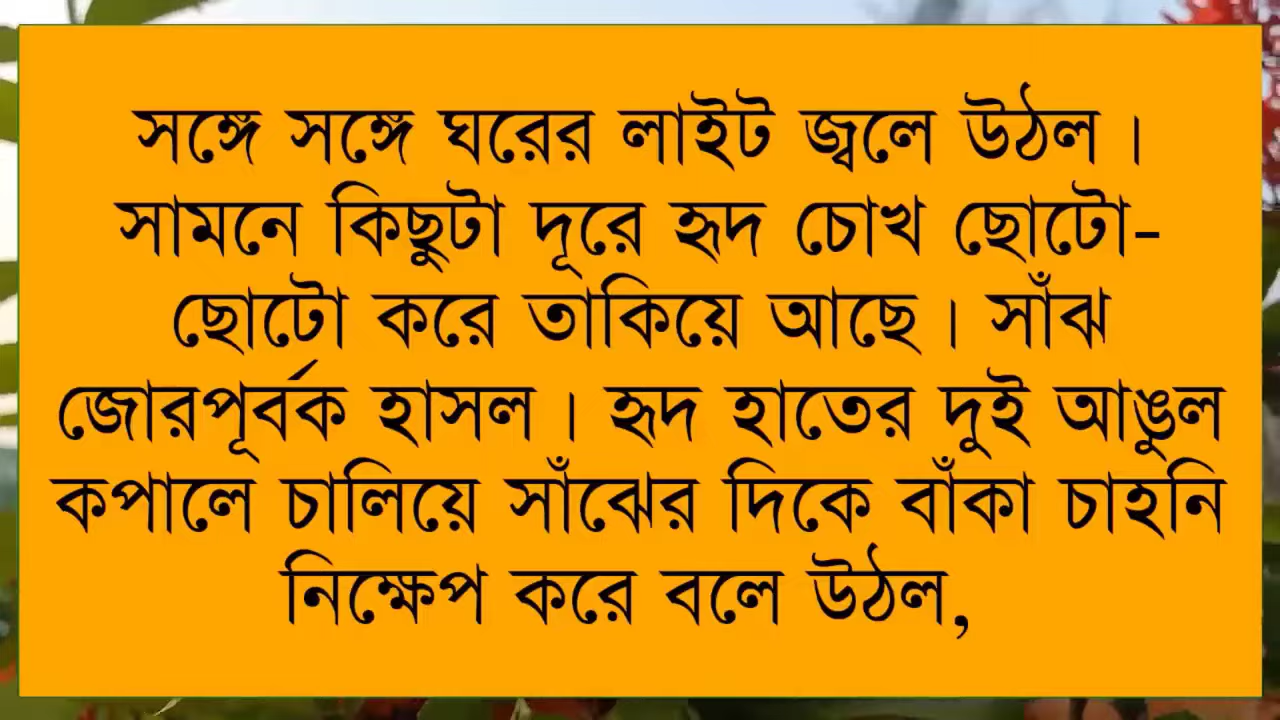 সঙ্গে সঙ্গে ঘরের লাইট জ্বলে উঠল।
সামনে কিছুটা দূরে হৃদ চোখ ছোটো-
ছোটো করে তাকিয়ে আছে। সাঁঝ
জোরপূর্বক হাসল। হৃদ হাতের দুই আঙুল
কপালে চালিয়ে সাঁঝের দিকে বাঁকা চাহনি
নিক্ষেপ করে বলে উঠল,